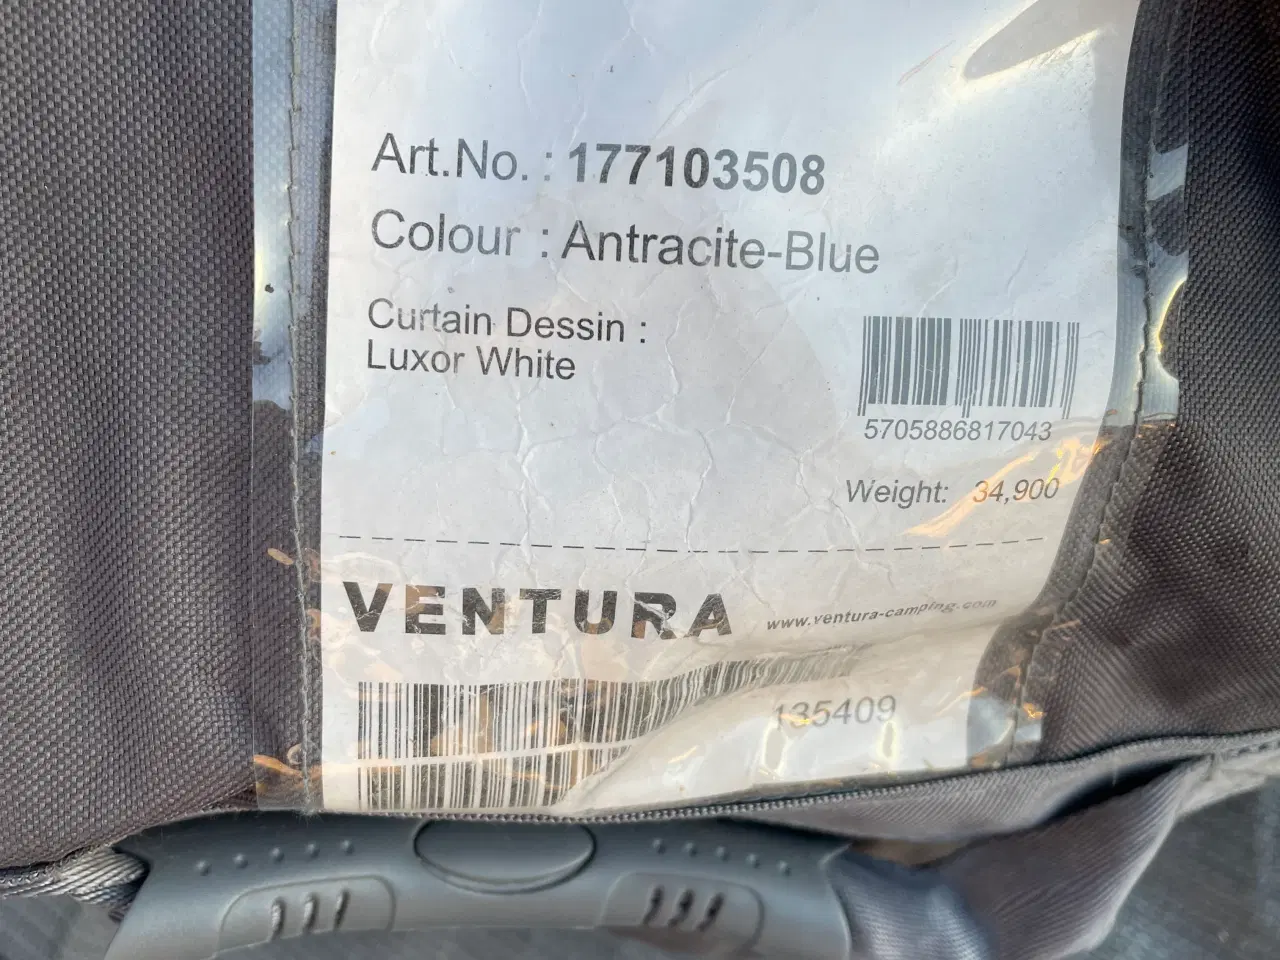 Art.No. : 177103508
Colour : Antracite-Blue
Curtain Dessin :
Luxor White
5705886817043
Weight: 34,900
VENTURA www.ventura-camping.com
135409